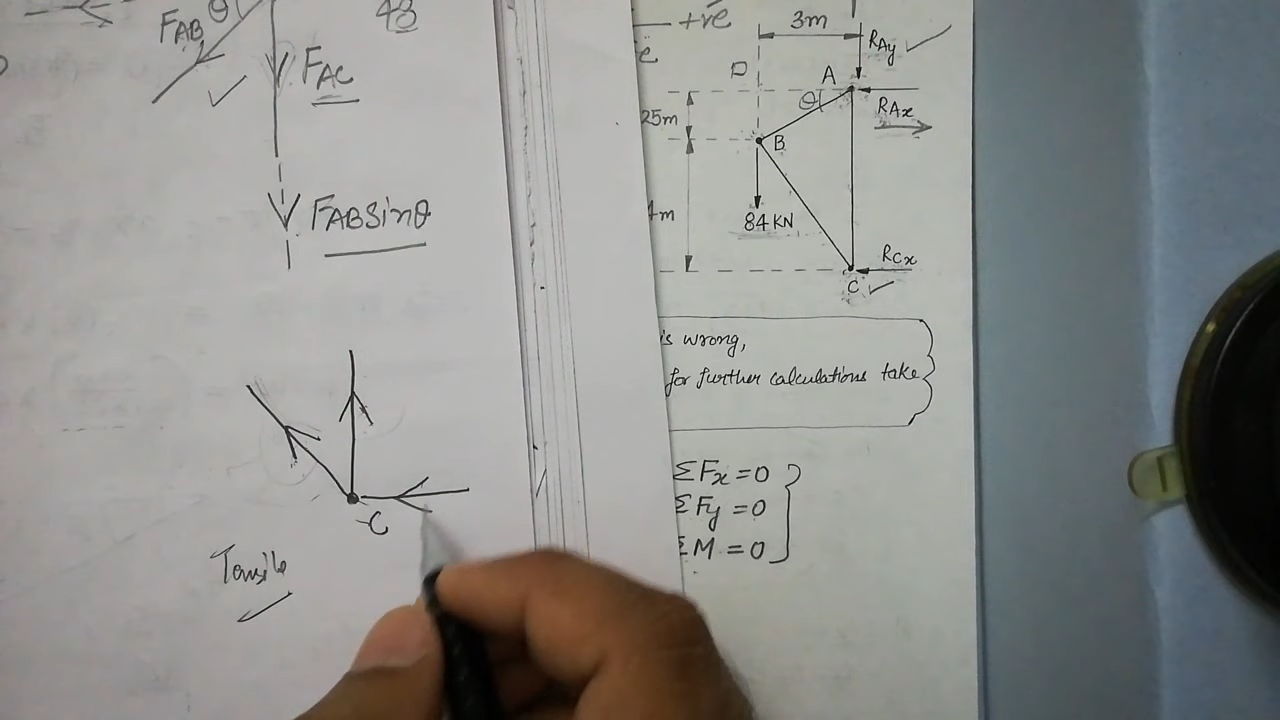 FAB θ
48
FAC
FABSinθ
C
Tensile
+ve
3m
RAy
D
A
θ
RAx
25m
B
4m
84 KN
RCx
C
is wrong,
for further calculations take
ΣFx = 0
ΣFy = 0
ΣM = 0